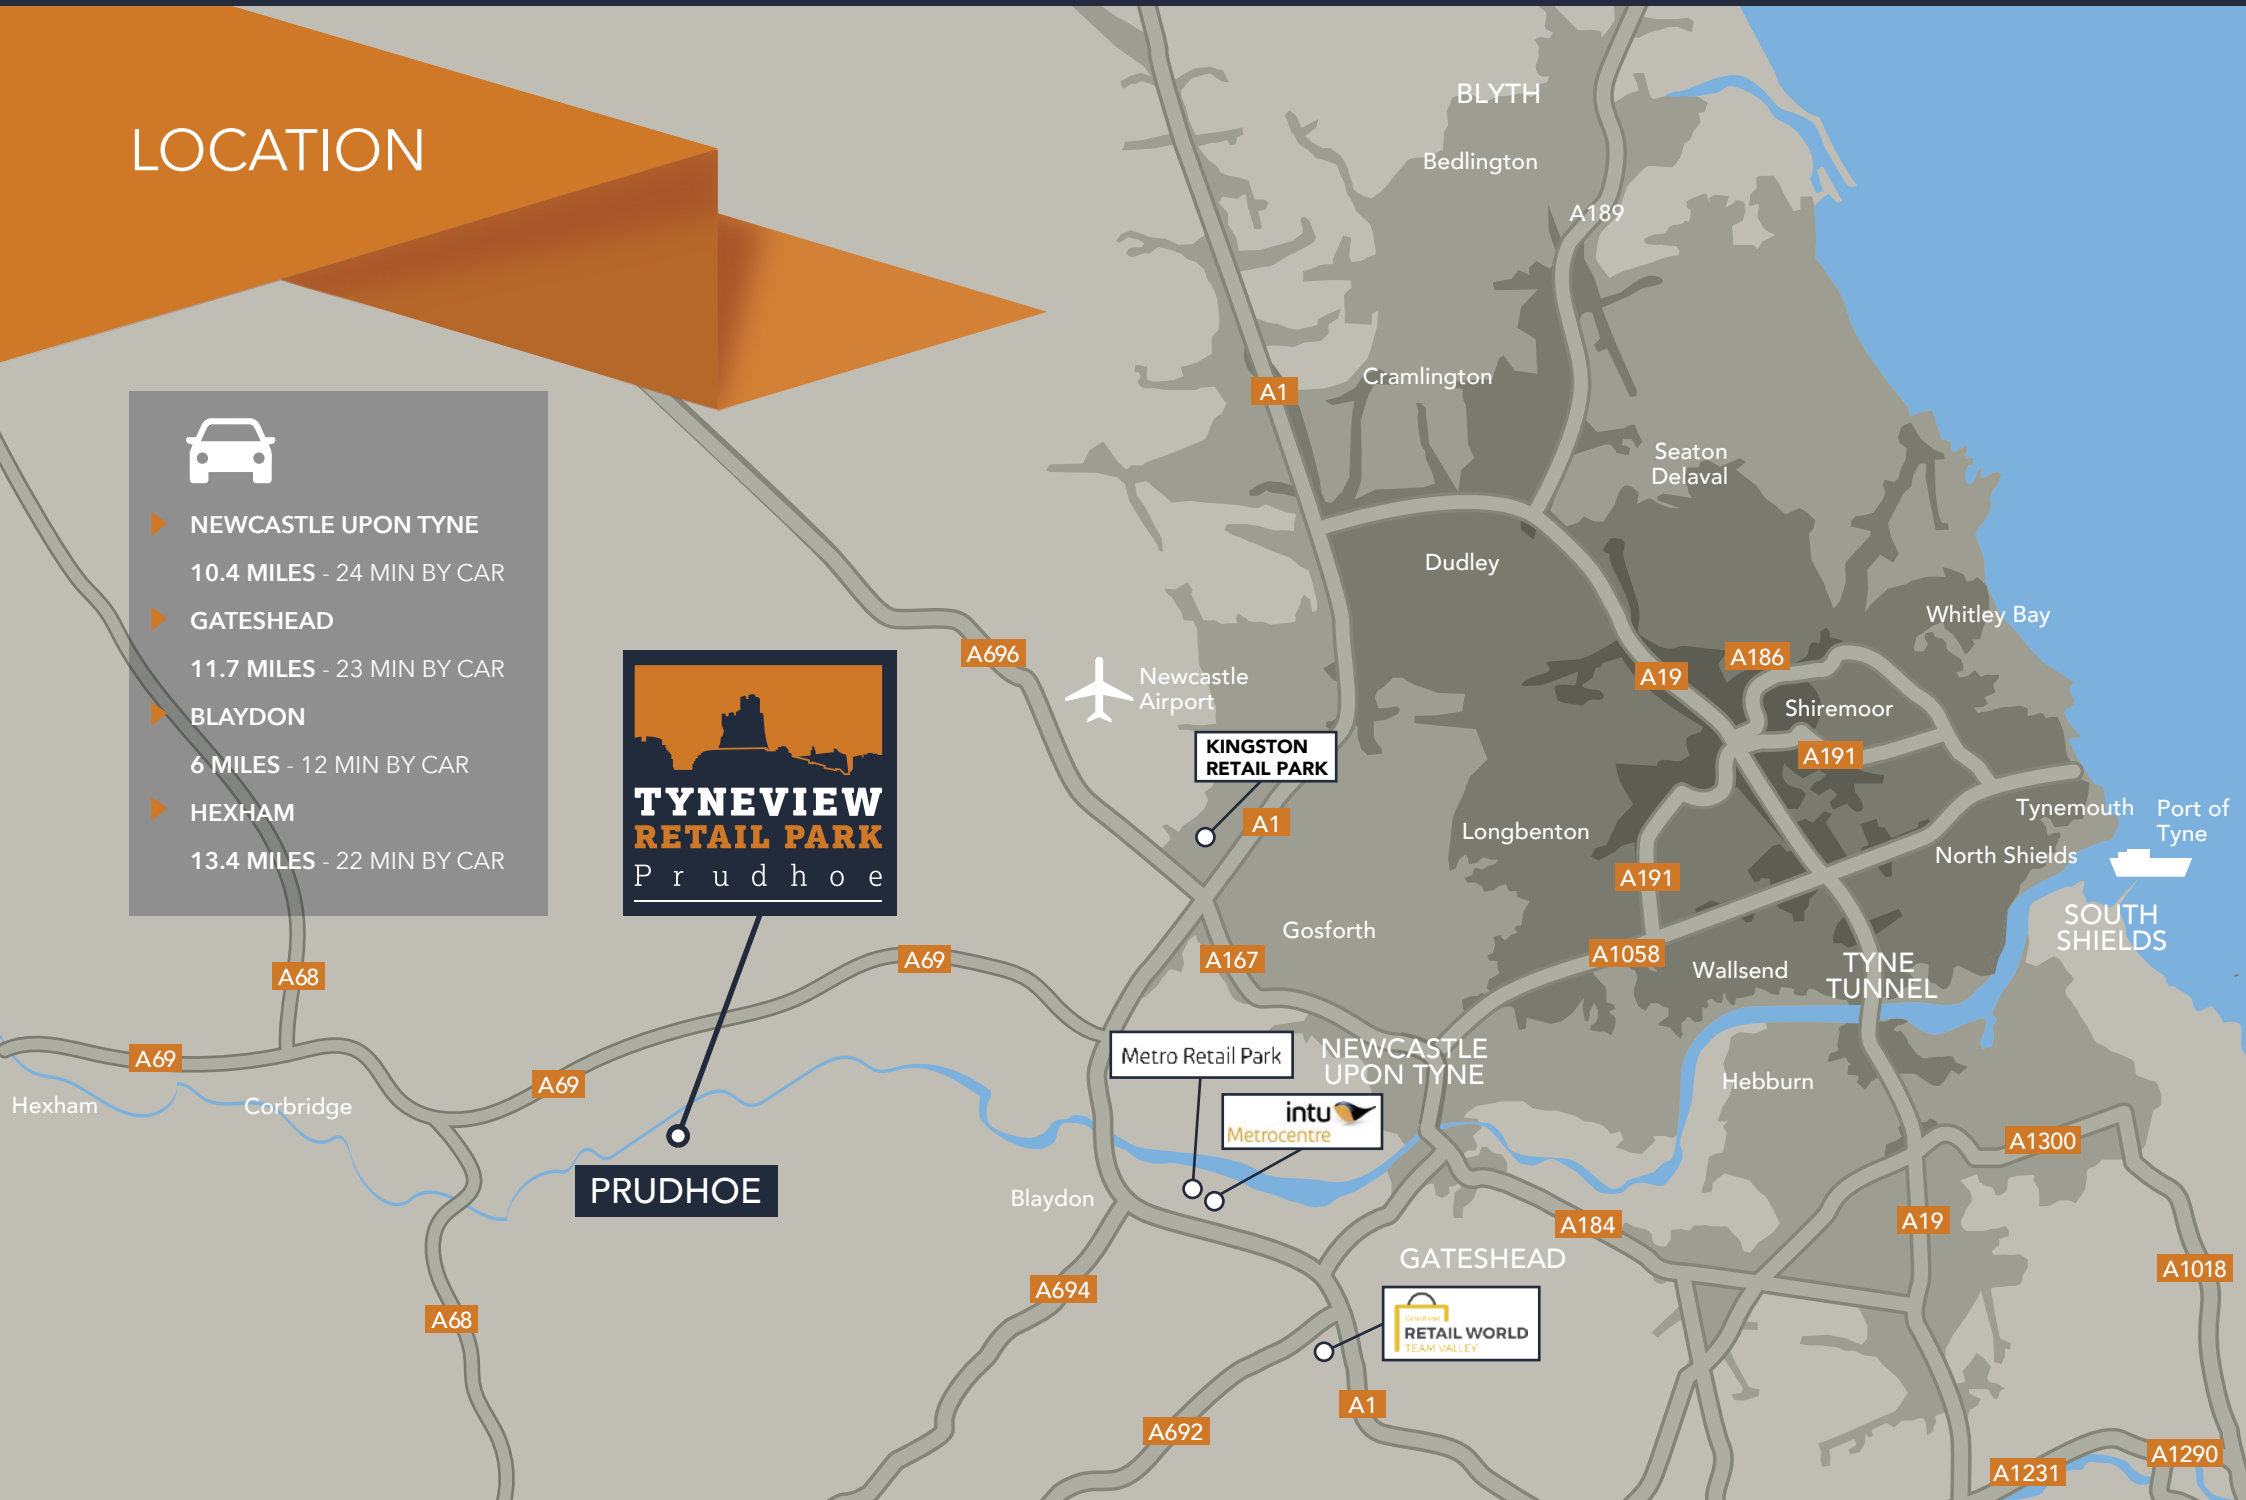 LOCATION
NEWCASTLE UPON TYNE
10.4 MILES - 24 MIN BY CAR
GATESHEAD
11.7 MILES - 23 MIN BY CAR
BLAYDON
6 MILES - 12 MIN BY CAR
HEXHAM
13.4 MILES - 22 MIN BY CAR
TYNEVIEW
RETAIL PARK
Prudhoe
PRUDHOE
BLYTH
Bedlington
A189
A1
Cramlington
Seaton
Delaval
Dudley
Whitley Bay
A696
Newcastle
Airport
A19
A186
Shiremoor
A191
KINGSTON
RETAIL PARK
A1
Longbenton
Tynemouth
Port of
Tyne
North Shields
A191
SOUTH
SHIELDS
Gosforth
A167
A1058
Wallsend
TYNE
TUNNEL
A69
A68
A69
A69
Hexham
Corbridge
Metro Retail Park
NEWCASTLE
UPON TYNE
intu
Metrocentre
Hebburn
A1300
Blaydon
A184
A19
GATESHEAD
A1018
A694
A68
Gateshead
RETAIL WORLD
TEAM VALLEY
A1
A692
A1290
A1231